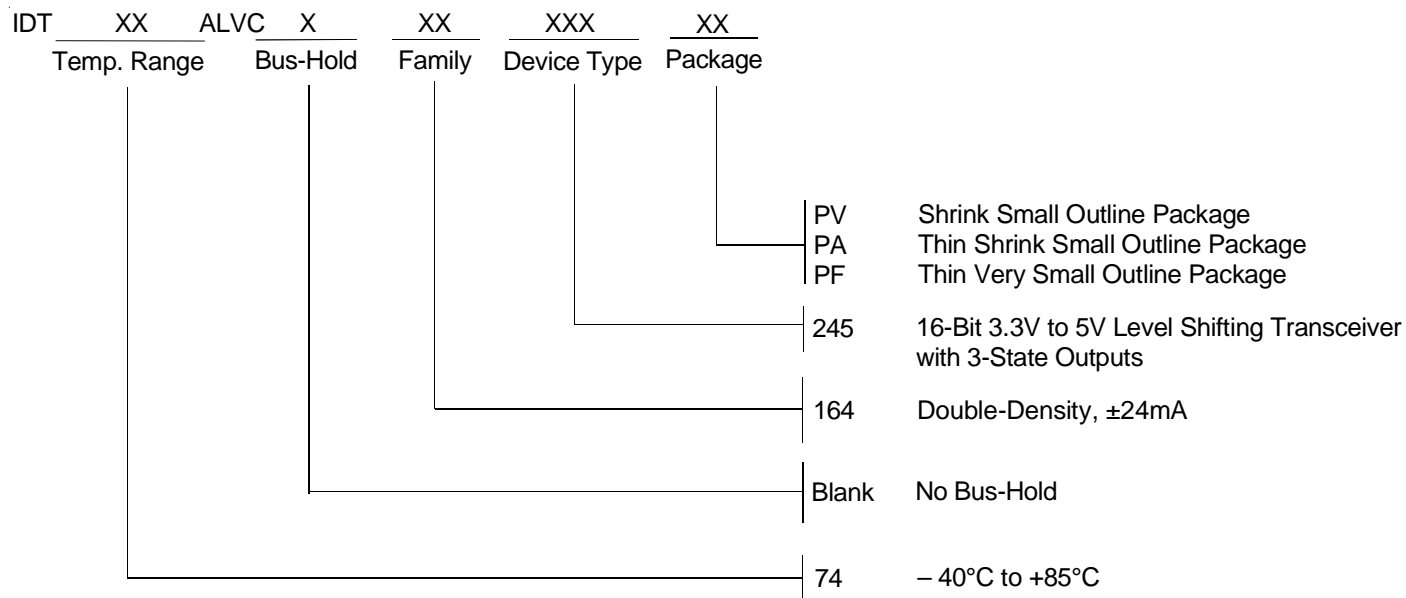 IDT XX ALVC X XX XXX XX
Temp. Range Bus-Hold Family Device Type Package
PV Shrink Small Outline Package
PA Thin Shrink Small Outline Package
PF Thin Very Small Outline Package
245 16-Bit 3.3V to 5V Level Shifting Transceiver
with 3-State Outputs
164 Double-Density, ±24mA
Blank No Bus-Hold
74 – 40°C to +85°C